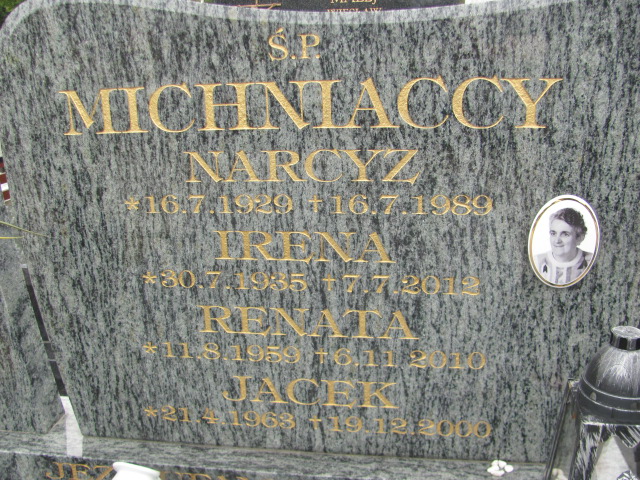 WIESŁAW
Ś.P.
MICHNIACCY
NARCYZ
*16.7.1929 †16.7.1989
IRENA
*30.7.1935 †7.7.2012
RENATA
*11.8.1959 †6.11.2010
JACEK
*21.4.1963 †19.12.2000